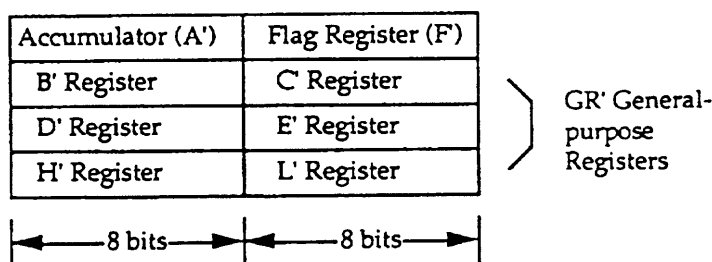 Accumulator (A') Flag Register (F')
B' Register C' Register
D' Register E' Register
H' Register L' Register
GR' General-
purpose
Registers
8 bits 8 bits